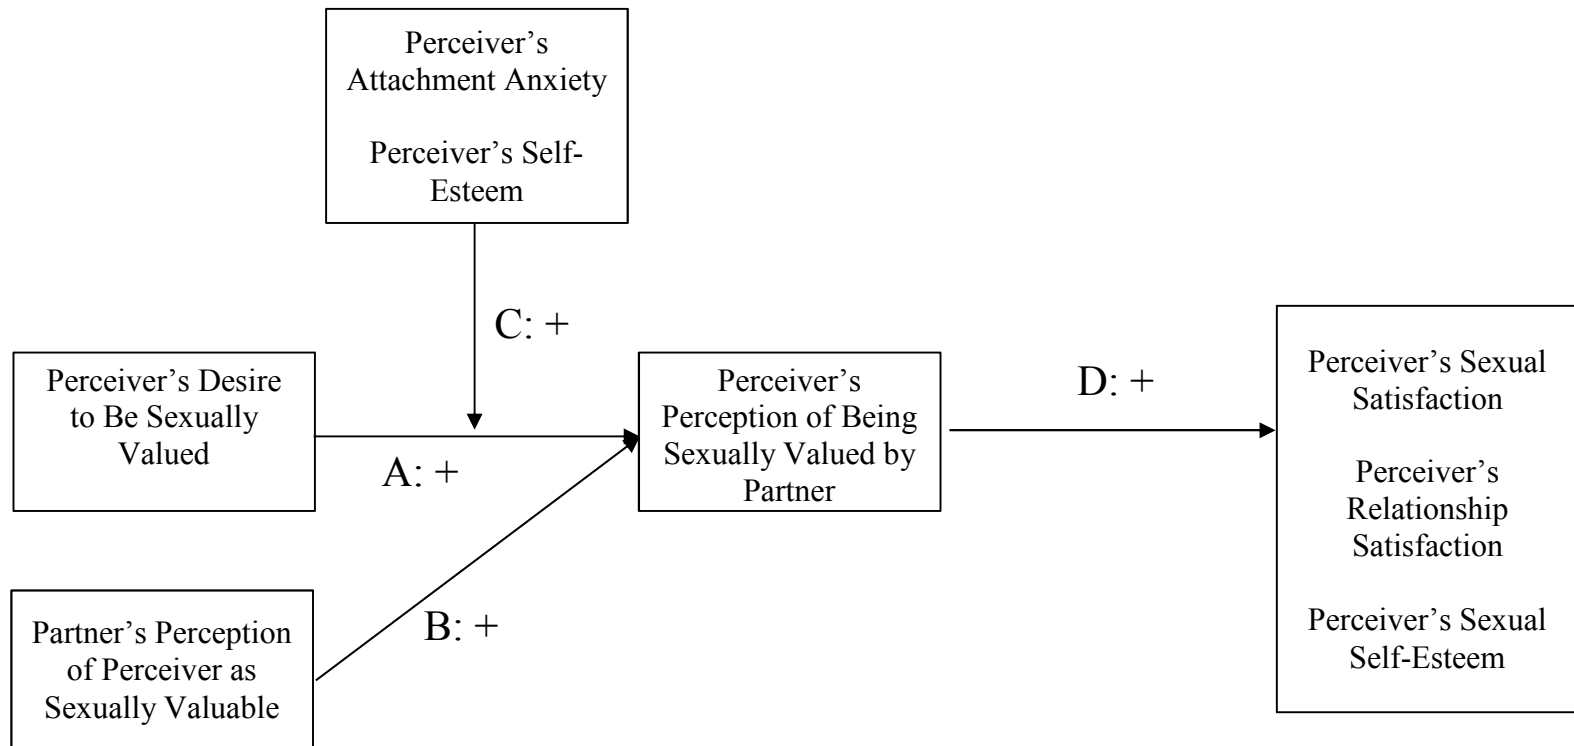 Perceiver’s
Attachment Anxiety
Perceiver’s Self-
Esteem
C: +
Perceiver’s Desire
to Be Sexually
Valued
A: +
Perceiver’s
Perception of Being
Sexually Valued by
Partner
D: +
Perceiver’s Sexual
Satisfaction
Perceiver’s
Relationship
Satisfaction
Perceiver’s Sexual
Self-Esteem
Partner’s Perception
of Perceiver as
Sexually Valuable
B: +